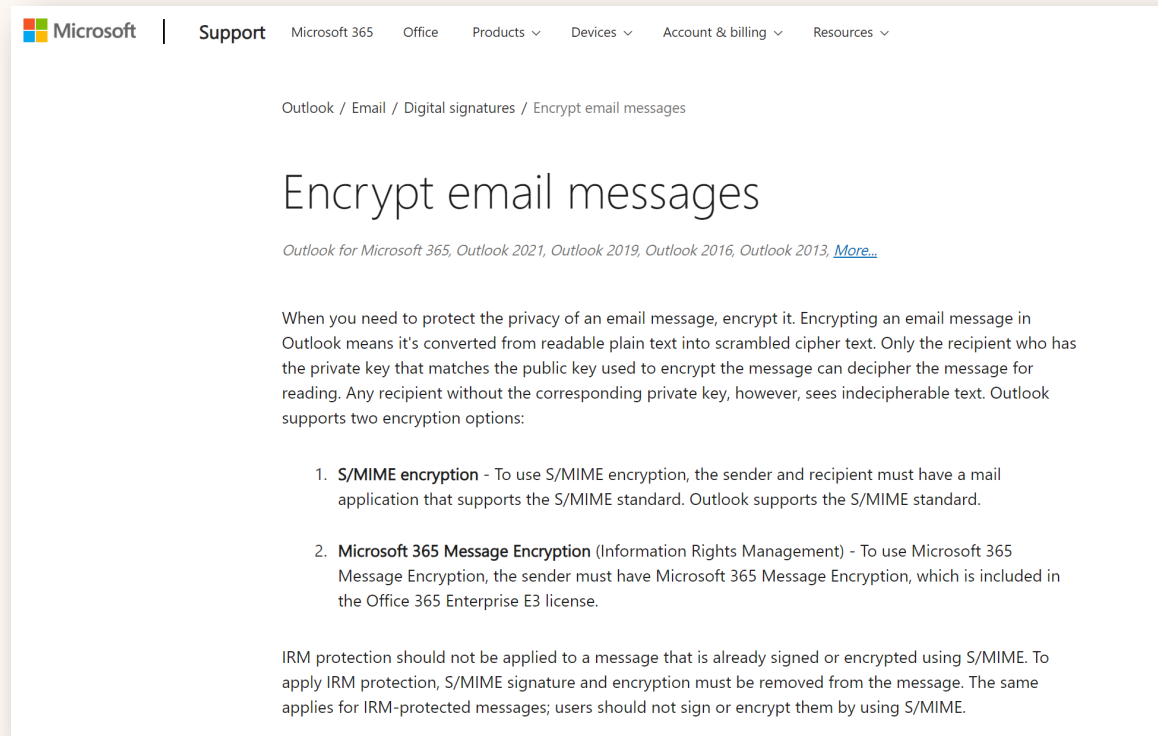 Microsoft | Support Microsoft 365 Office Products Devices Account & billing Resources
Outlook / Email / Digital signatures / Encrypt email messages
Encrypt email messages
Outlook for Microsoft 365, Outlook 2021, Outlook 2019, Outlook 2016, Outlook 2013, More...
When you need to protect the privacy of an email message, encrypt it. Encrypting an email message in
Outlook means it's converted from readable plain text into scrambled cipher text. Only the recipient who has
the private key that matches the public key used to encrypt the message can decipher the message for
reading. Any recipient without the corresponding private key, however, sees indecipherable text. Outlook
supports two encryption options:
1. S/MIME encryption - To use S/MIME encryption, the sender and recipient must have a mail
application that supports the S/MIME standard. Outlook supports the S/MIME standard.
2. Microsoft 365 Message Encryption (Information Rights Management) - To use Microsoft 365
Message Encryption, the sender must have Microsoft 365 Message Encryption, which is included in
the Office 365 Enterprise E3 license.
IRM protection should not be applied to a message that is already signed or encrypted using S/MIME. To
apply IRM protection, S/MIME signature and encryption must be removed from the message. The same
applies for IRM-protected messages; users should not sign or encrypt them by using S/MIME.